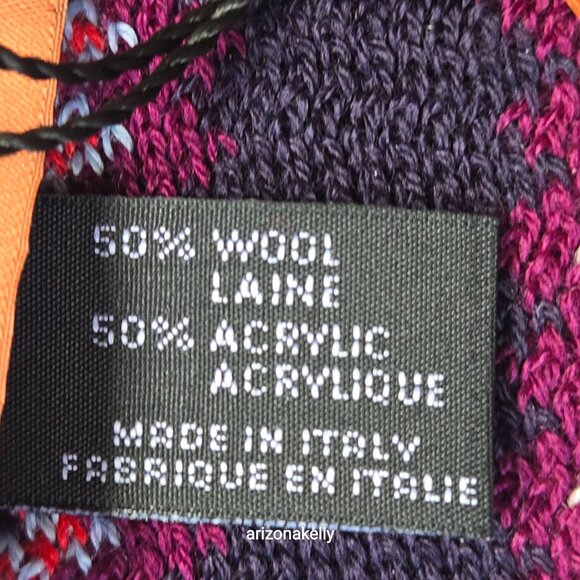 50% WOOL
LAINE
50% ACRYLIC
ACRYLIQUE
MADE IN ITALY
FABRIQUE EN ITALIE
arizonakelly